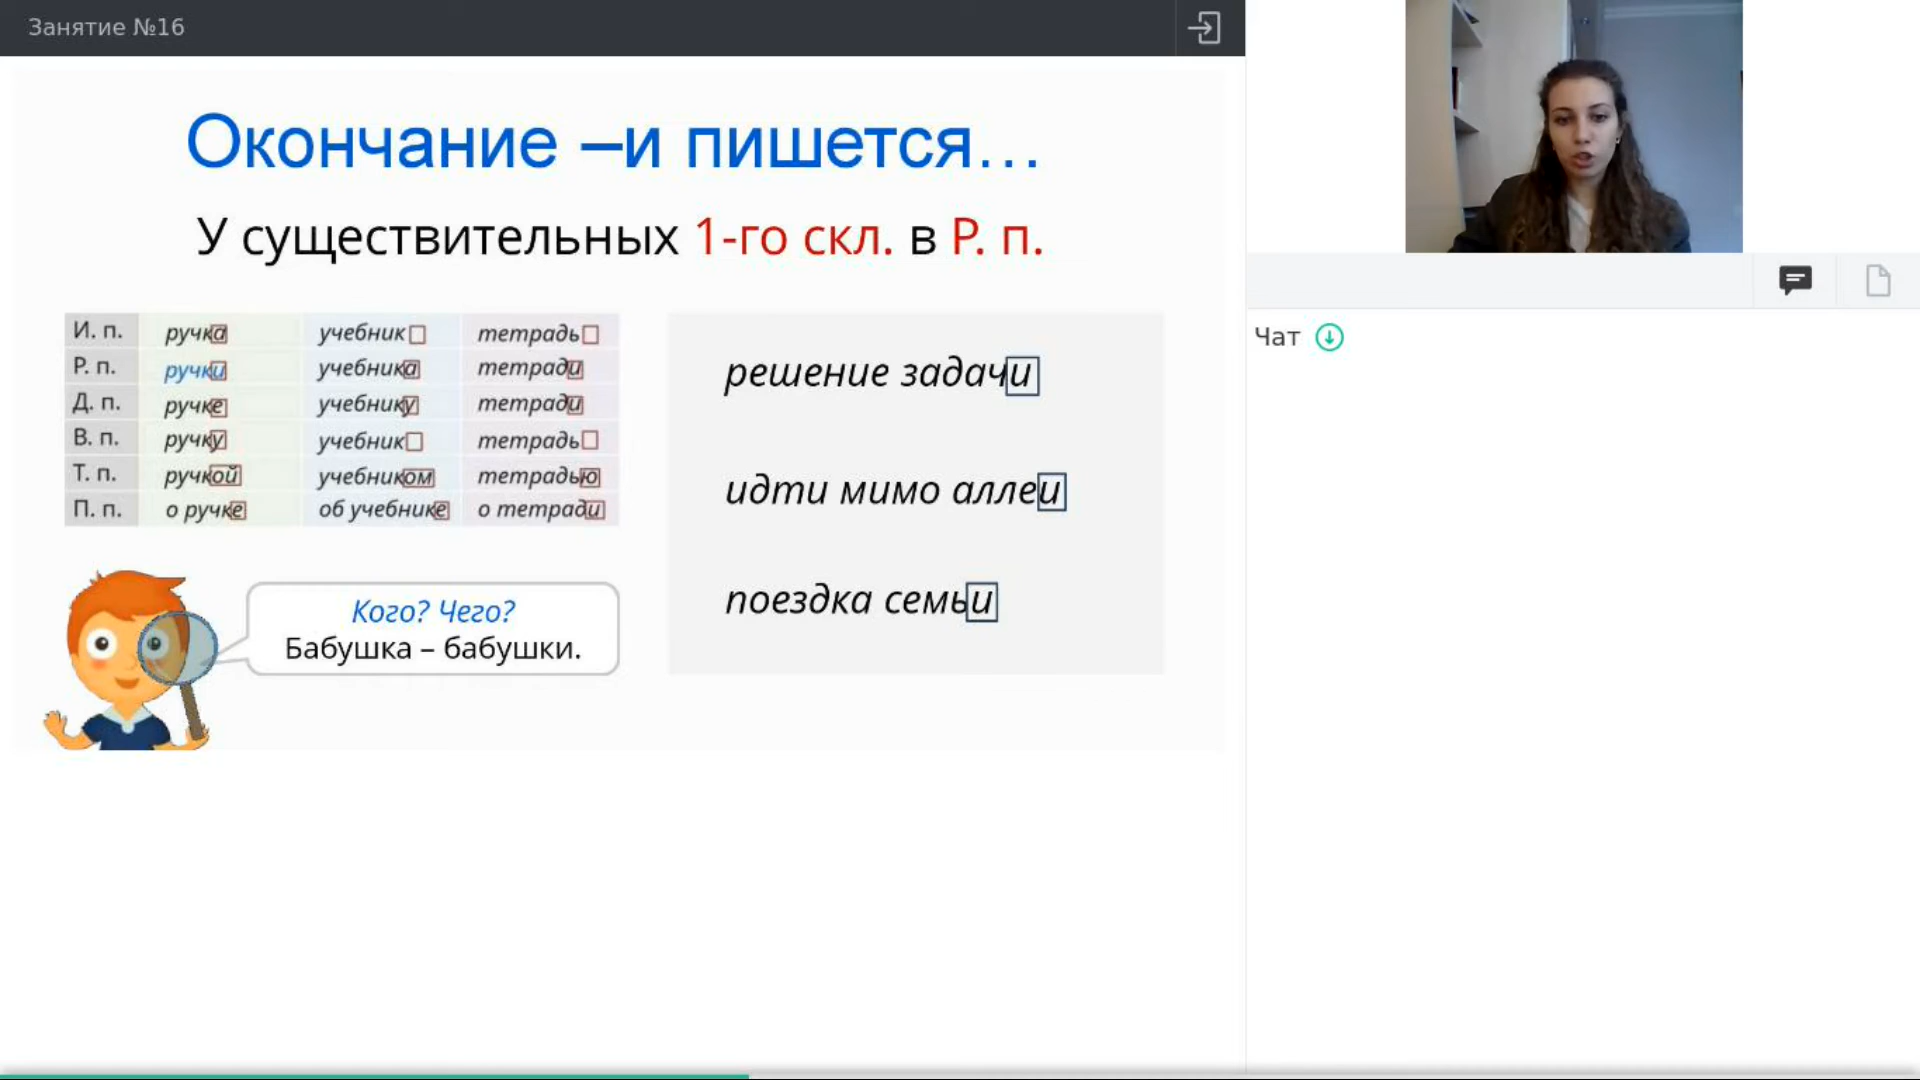 Занятие №16
Окончание –и пишется...
У существительных 1-го скл. в Р. п.
И. п. ручка учебник тетрадь
Р. п. ручки учебника тетради
Д. п. ручке учебнику тетради
В. п. ручку учебник тетрадь
Т. п. ручкой учебником тетрадью
П. п. о ручке об учебнике о тетради
Кого? Чего?
Бабушка – бабушки.
решение задачи
идти мимо аллеи
поездка семьи
Чат